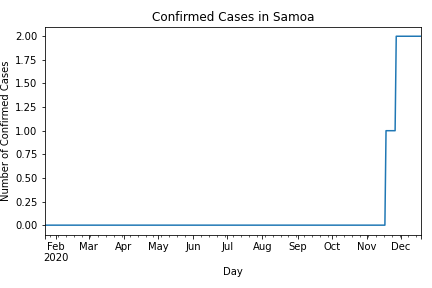 Confirmed Cases in Samoa
Number of Confirmed Cases
2.00
1.75
1.50
1.25
1.00
0.75
0.50
0.25
0.00
Feb Mar Apr May Jun Jul Aug Sep Oct Nov Dec
2020
Day